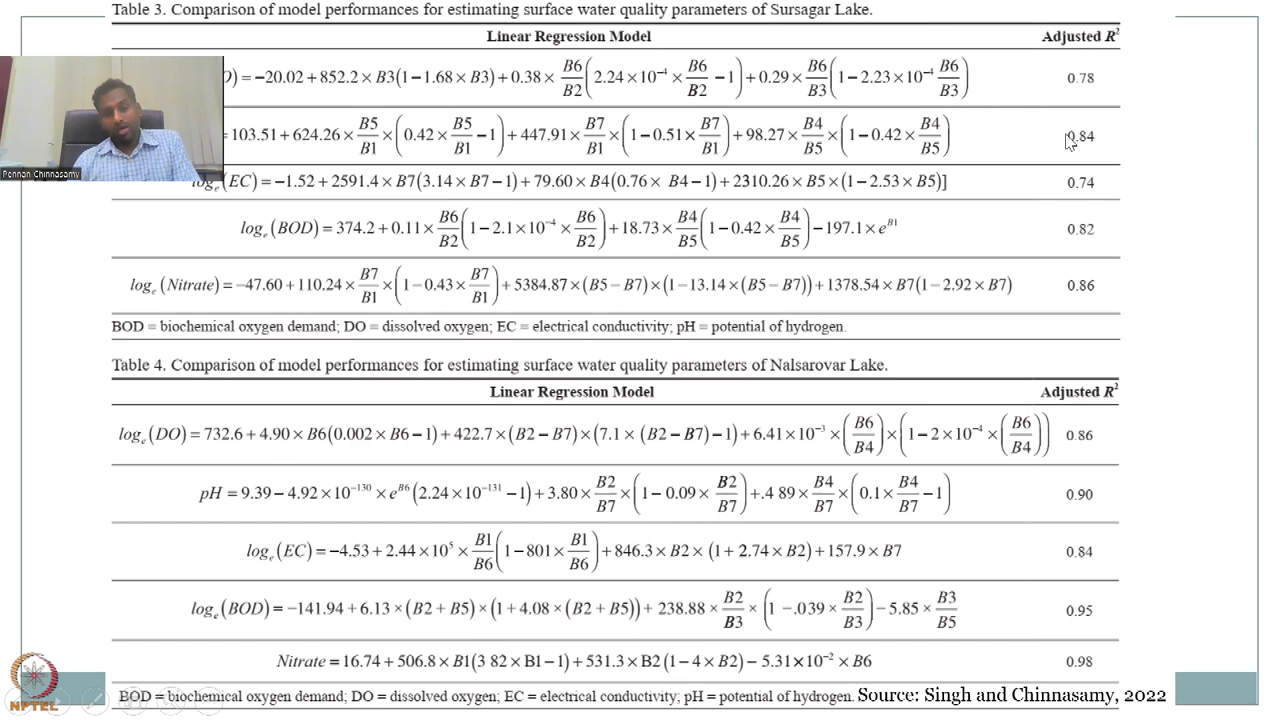 Table 3. Comparison of model performances for estimating surface water quality parameters of Sursagar Lake.
Linear Regression Model Adjusted R²
) = −20.02 + 852.2 × B3(1 − 1.68 × B3) + 0.38 × B6/B2 (2.24 × 10⁻⁴ × B6/B2 − 1) + 0.29 × B6/B3 (1 − 2.23 × 10⁻⁴ B6/B3) 0.78
= 103.51 + 624.26 × B5/B1 × (0.42 × B5/B1 − 1) + 447.91 × B7/B1 × (1 − 0.51 × B7/B1) + 98.27 × B4/B5 × (1 − 0.42 × B4/B5) 0.84
Pennan Chinnasamy
logₑ(EC) = −1.52 + 2591.4 × B7(3.14 × B7 − 1) + 79.60 × B4(0.76 × B4 − 1) + 2310.26 × B5 × (1 − 2.53 × B5)] 0.74
logₑ(BOD) = 374.2 + 0.11 × B6/B2 (1 − 2.1 × 10⁻⁴ × B6/B2) + 18.73 × B4/B5 (1 − 0.42 × B4/B5) − 197.1 × e^B1 0.82
logₑ(Nitrate) = −47.60 + 110.24 × B7/B1 × (1 − 0.43 × B7/B1) + 5384.87 × (B5 − B7) × (1 − 13.14 × (B5 − B7)) + 1378.54 × B7(1 − 2.92 × B7) 0.86
BOD = biochemical oxygen demand; DO = dissolved oxygen; EC = electrical conductivity; pH = potential of hydrogen.
Table 4. Comparison of model performances for estimating surface water quality parameters of Nalsarovar Lake.
Linear Regression Model Adjusted R²
logₑ(DO) = 732.6 + 4.90 × B6(0.002 × B6 − 1) + 422.7 × (B2 − B7) × (7.1 × (B2 − B7) − 1) + 6.41 × 10⁻³ × (B6/B4) × (1 − 2 × 10⁻⁴ × (B6/B4)) 0.86
pH = 9.39 − 4.92 × 10⁻¹³⁰ × e^B6 (2.24 × 10⁻¹³¹ − 1) + 3.80 × B2/B7 × (1 − 0.09 × B2/B7) + .4 89 × B4/B7 × (0.1 × B4/B7 − 1) 0.90
logₑ(EC) = −4.53 + 2.44 × 10⁵ × B1/B6 (1 − 801 × B1/B6) + 846.3 × B2 × (1 + 2.74 × B2) + 157.9 × B7 0.84
logₑ(BOD) = −141.94 + 6.13 × (B2 + B5) × (1 + 4.08 × (B2 + B5)) + 238.88 × B2/B3 × (1 − .039 × B2/B3) − 5.85 × B3/B5 0.95
Nitrate = 16.74 + 506.8 × B1(3 82 × B1 − 1) + 531.3 × B2 (1 − 4 × B2) − 5.31 × 10⁻² × B6 0.98
BOD = biochemical oxygen demand; DO = dissolved oxygen; EC = electrical conductivity; pH = potential of hydrogen. Source: Singh and Chinnasamy, 2022
NPTEL